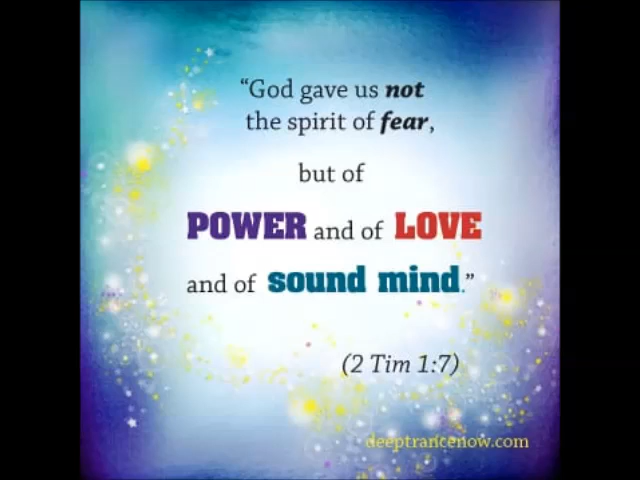 “God gave us not
the spirit of fear,
but of
POWER and of LOVE
and of sound mind.”
(2 Tim 1:7)
deeptrancenow.com